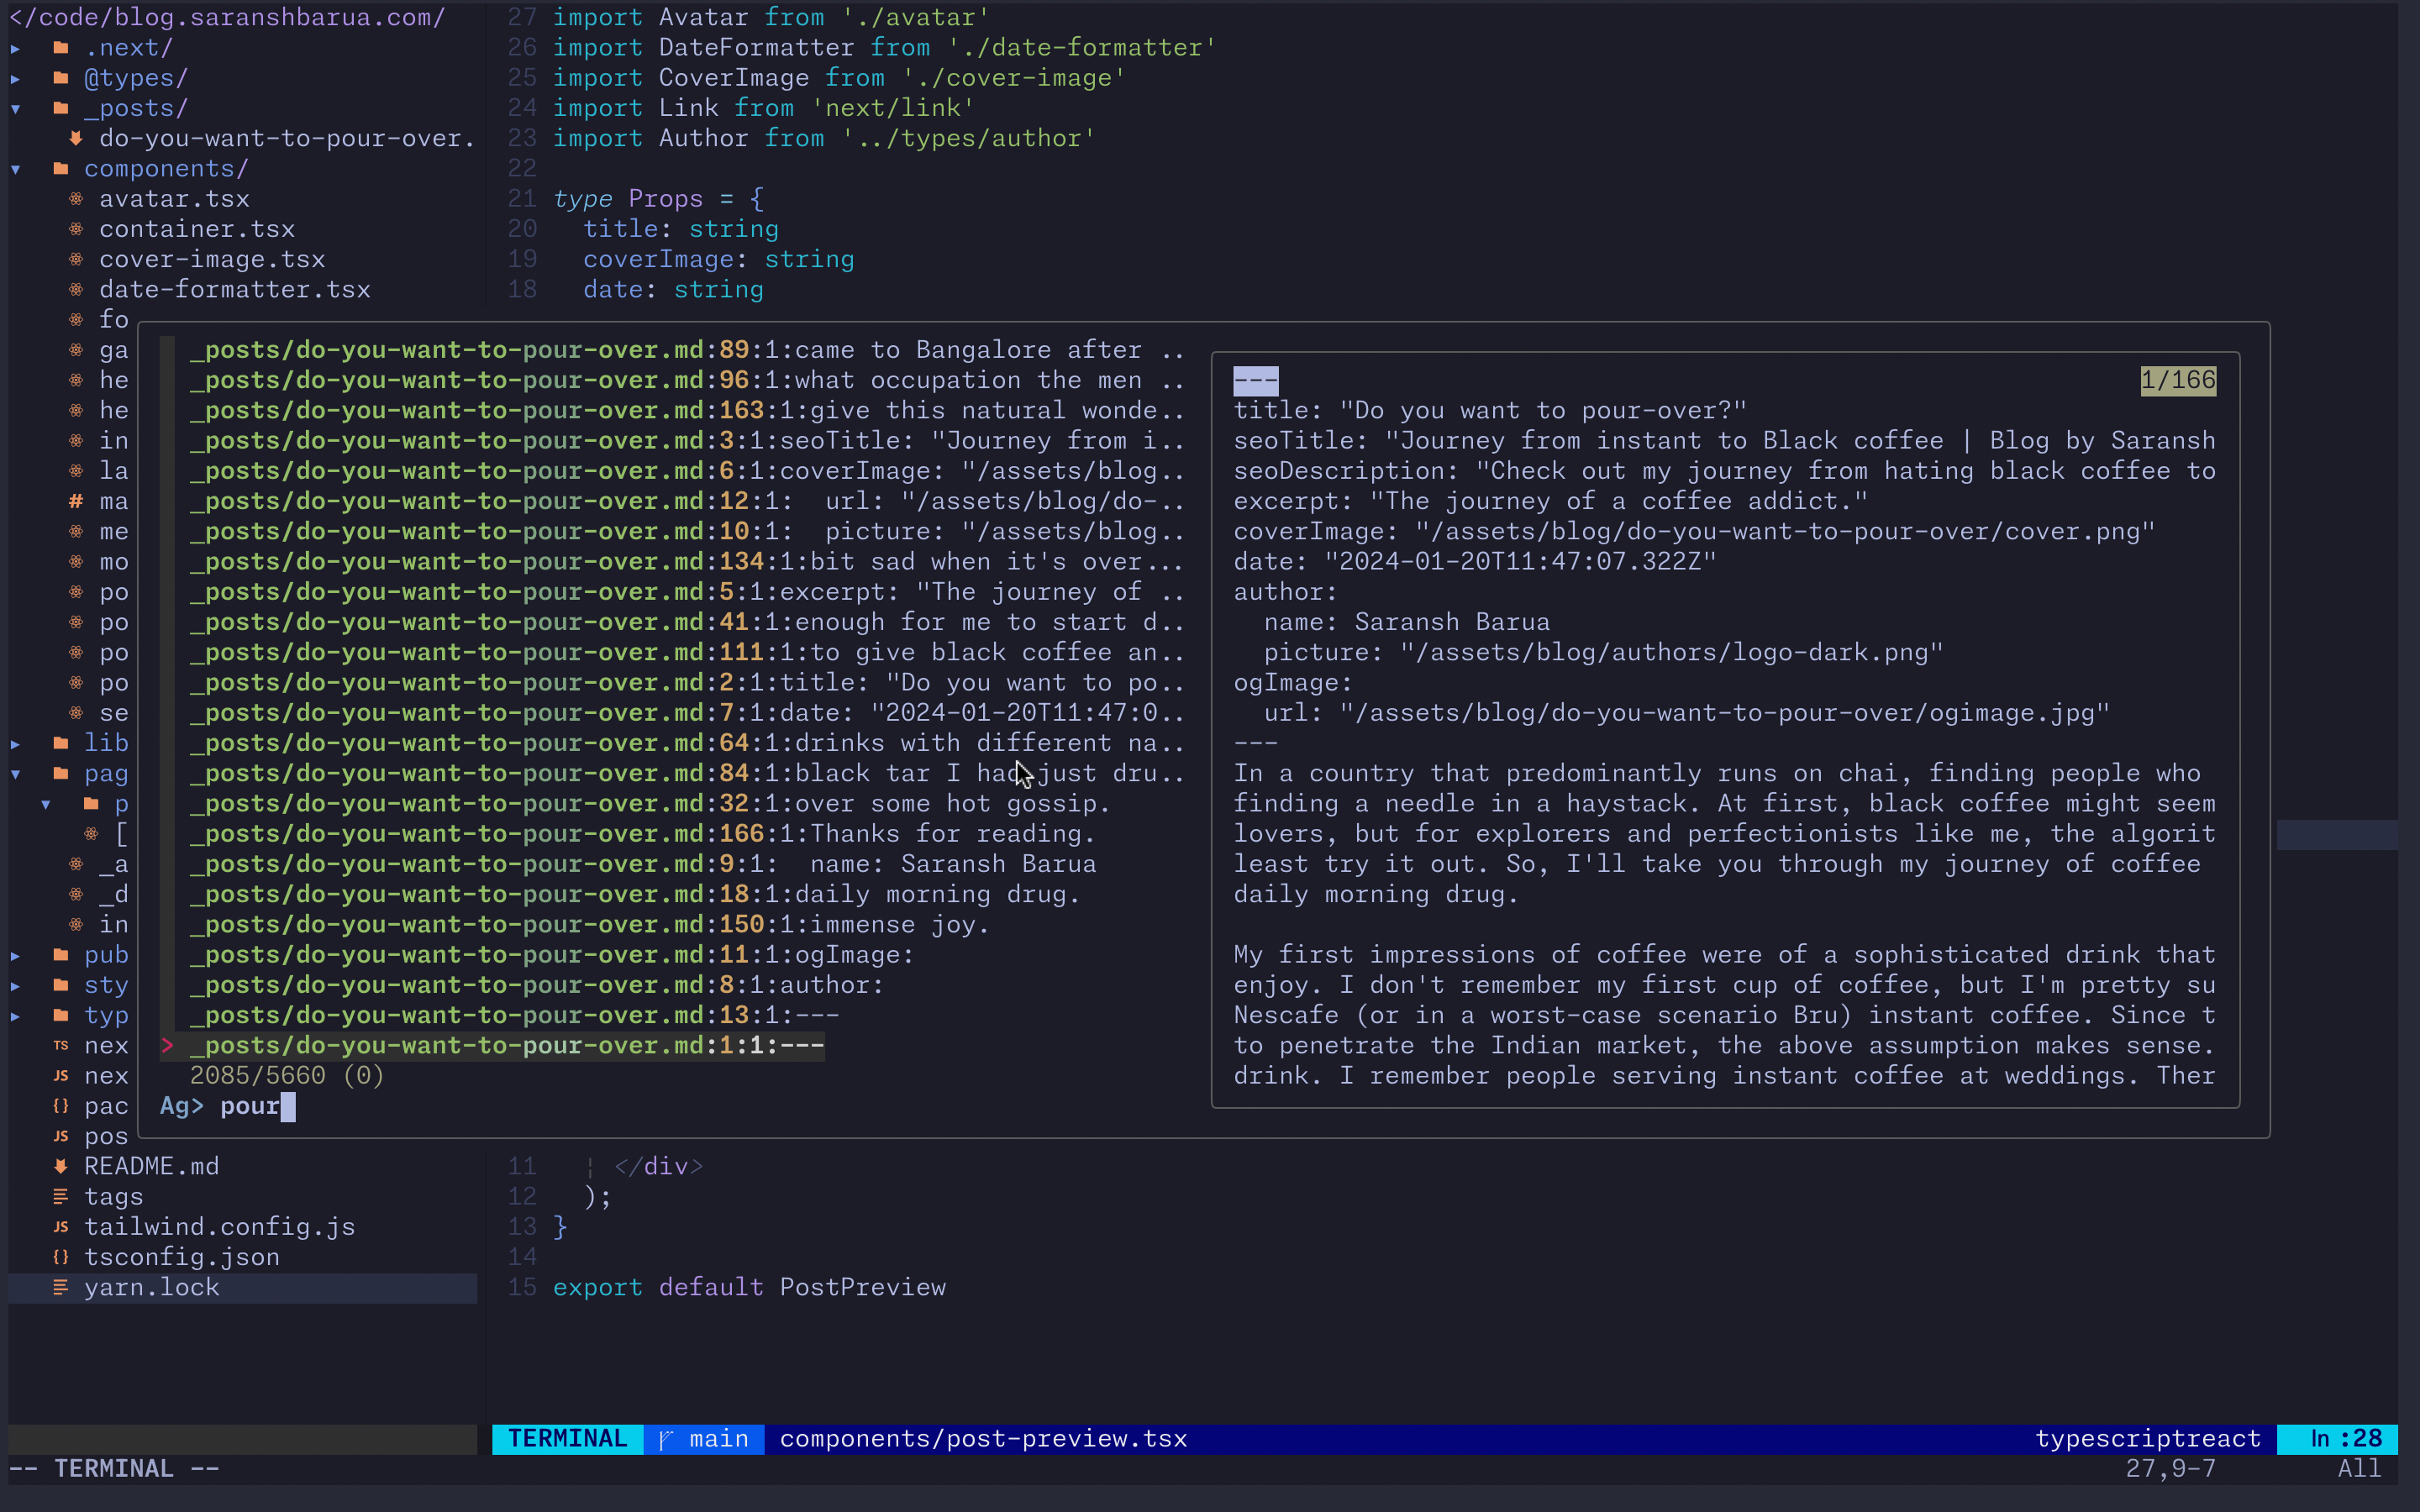 </code/blog.saranshbarua.com/
.next/
@types/
_posts/
do-you-want-to-pour-over.
components/
avatar.tsx
container.tsx
cover-image.tsx
date-formatter.tsx
fo
ga
he
he
in
la
ma
me
mo
po
po
po
po
se
lib
pag
p
[
_a
_d
in
pub
sty
typ
nex
nex
pac
pos
README.md
tags
tailwind.config.js
tsconfig.json
yarn.lock
27 import Avatar from './avatar'
26 import DateFormatter from './date-formatter'
25 import CoverImage from './cover-image'
24 import Link from 'next/link'
23 import Author from '../types/author'
22
21 type Props = {
20 title: string
19 coverImage: string
18 date: string
_posts/do-you-want-to-pour-over.md:89:1:came to Bangalore after ..
_posts/do-you-want-to-pour-over.md:96:1:what occupation the men ..
_posts/do-you-want-to-pour-over.md:163:1:give this natural wonde..
_posts/do-you-want-to-pour-over.md:3:1:seoTitle: "Journey from i..
_posts/do-you-want-to-pour-over.md:6:1:coverImage: "/assets/blog..
_posts/do-you-want-to-pour-over.md:12:1:  url: "/assets/blog/do-..
_posts/do-you-want-to-pour-over.md:10:1:  picture: "/assets/blog..
_posts/do-you-want-to-pour-over.md:134:1:bit sad when it's over...
_posts/do-you-want-to-pour-over.md:5:1:excerpt: "The journey of ..
_posts/do-you-want-to-pour-over.md:41:1:enough for me to start d..
_posts/do-you-want-to-pour-over.md:111:1:to give black coffee an..
_posts/do-you-want-to-pour-over.md:2:1:title: "Do you want to po..
_posts/do-you-want-to-pour-over.md:7:1:date: "2024-01-20T11:47:0..
_posts/do-you-want-to-pour-over.md:64:1:drinks with different na..
_posts/do-you-want-to-pour-over.md:84:1:black tar I had just dru..
_posts/do-you-want-to-pour-over.md:32:1:over some hot gossip.
_posts/do-you-want-to-pour-over.md:166:1:Thanks for reading.
_posts/do-you-want-to-pour-over.md:9:1:  name: Saransh Barua
_posts/do-you-want-to-pour-over.md:18:1:daily morning drug.
_posts/do-you-want-to-pour-over.md:150:1:immense joy.
_posts/do-you-want-to-pour-over.md:11:1:ogImage:
_posts/do-you-want-to-pour-over.md:8:1:author:
_posts/do-you-want-to-pour-over.md:13:1:---
> _posts/do-you-want-to-pour-over.md:1:1:---
2085/5660 (0)
Ag> pour
--- 1/166
title: "Do you want to pour-over?"
seoTitle: "Journey from instant to Black coffee | Blog by Saransh
seoDescription: "Check out my journey from hating black coffee to
excerpt: "The journey of a coffee addict."
coverImage: "/assets/blog/do-you-want-to-pour-over/cover.png"
date: "2024-01-20T11:47:07.322Z"
author:
name: Saransh Barua
picture: "/assets/blog/authors/logo-dark.png"
ogImage:
url: "/assets/blog/do-you-want-to-pour-over/ogimage.jpg"
---
In a country that predominantly runs on chai, finding people who
finding a needle in a haystack. At first, black coffee might seem
lovers, but for explorers and perfectionists like me, the algorit
least try it out. So, I'll take you through my journey of coffee
daily morning drug.
My first impressions of coffee were of a sophisticated drink that
enjoy. I don't remember my first cup of coffee, but I'm pretty su
Nescafe (or in a worst-case scenario Bru) instant coffee. Since t
to penetrate the Indian market, the above assumption makes sense.
drink. I remember people serving instant coffee at weddings. Ther
11 ¦ </div>
12 );
13 }
14
15 export default PostPreview
TERMINAL main components/post-preview.tsx typescriptreact ln :28
-- TERMINAL -- 27,9-7 All